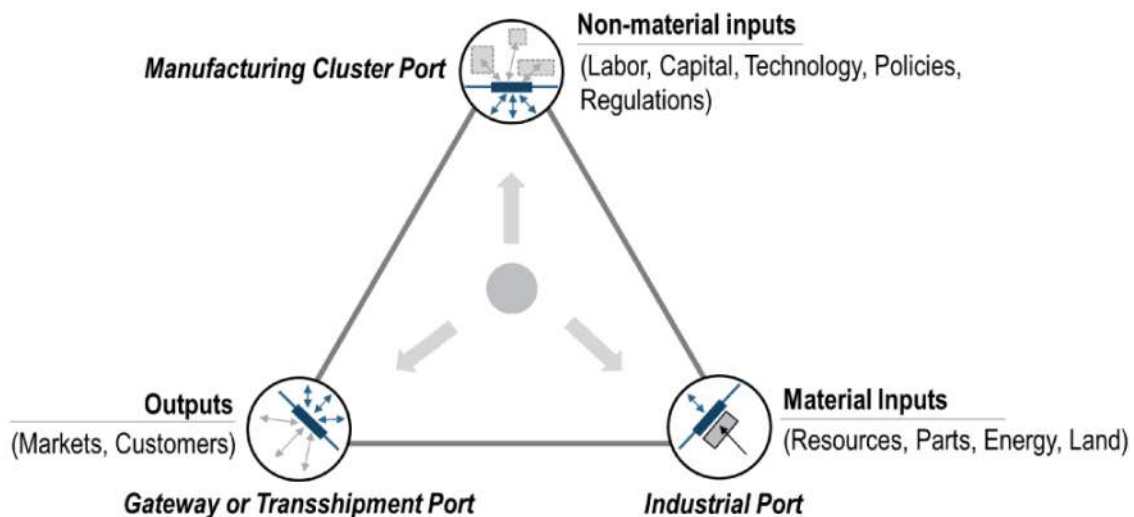 Non-material inputs
Manufacturing Cluster Port
(Labor, Capital, Technology, Policies,
Regulations)
Outputs
(Markets, Customers)
Gateway or Transshipment Port
Material Inputs
(Resources, Parts, Energy, Land)
Industrial Port